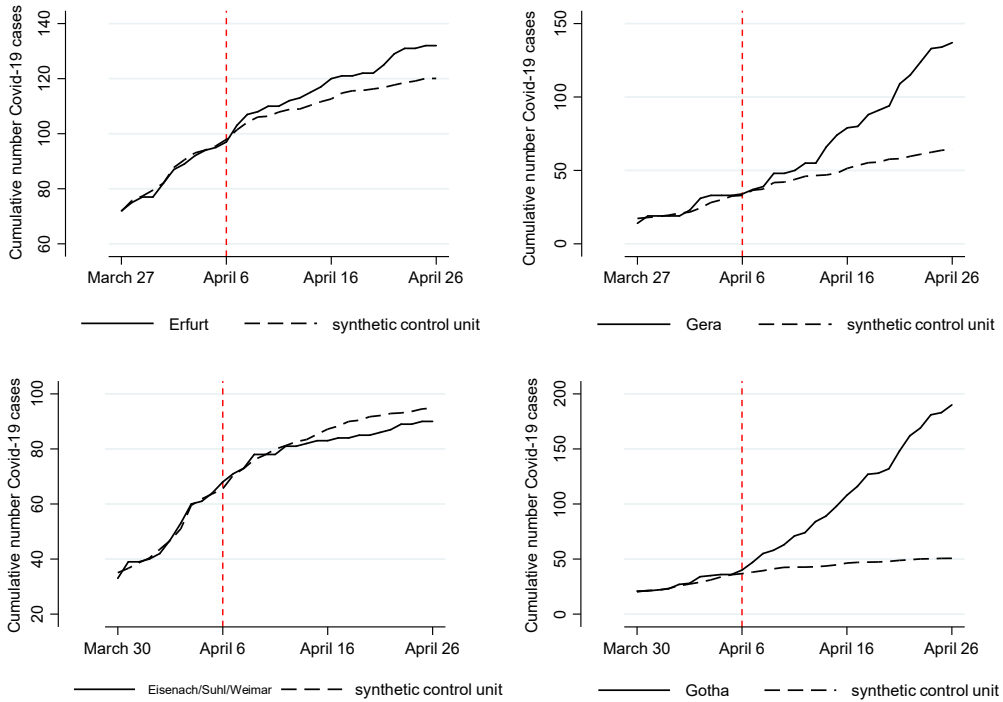 Cumulative number Covid-19 cases
140
120
100
80
60
March 27 April 6 April 16 April 26
Erfurt synthetic control unit
Cumulative number Covid-19 cases
150
100
50
0
March 27 April 6 April 16 April 26
Gera synthetic control unit
Cumulative number Covid-19 cases
100
80
60
40
20
March 30 April 6 April 16 April 26
Eisenach/Suhl/Weimar synthetic control unit
Cumulative number Covid-19 cases
200
150
100
50
0
March 30 April 6 April 16 April 26
Gotha synthetic control unit